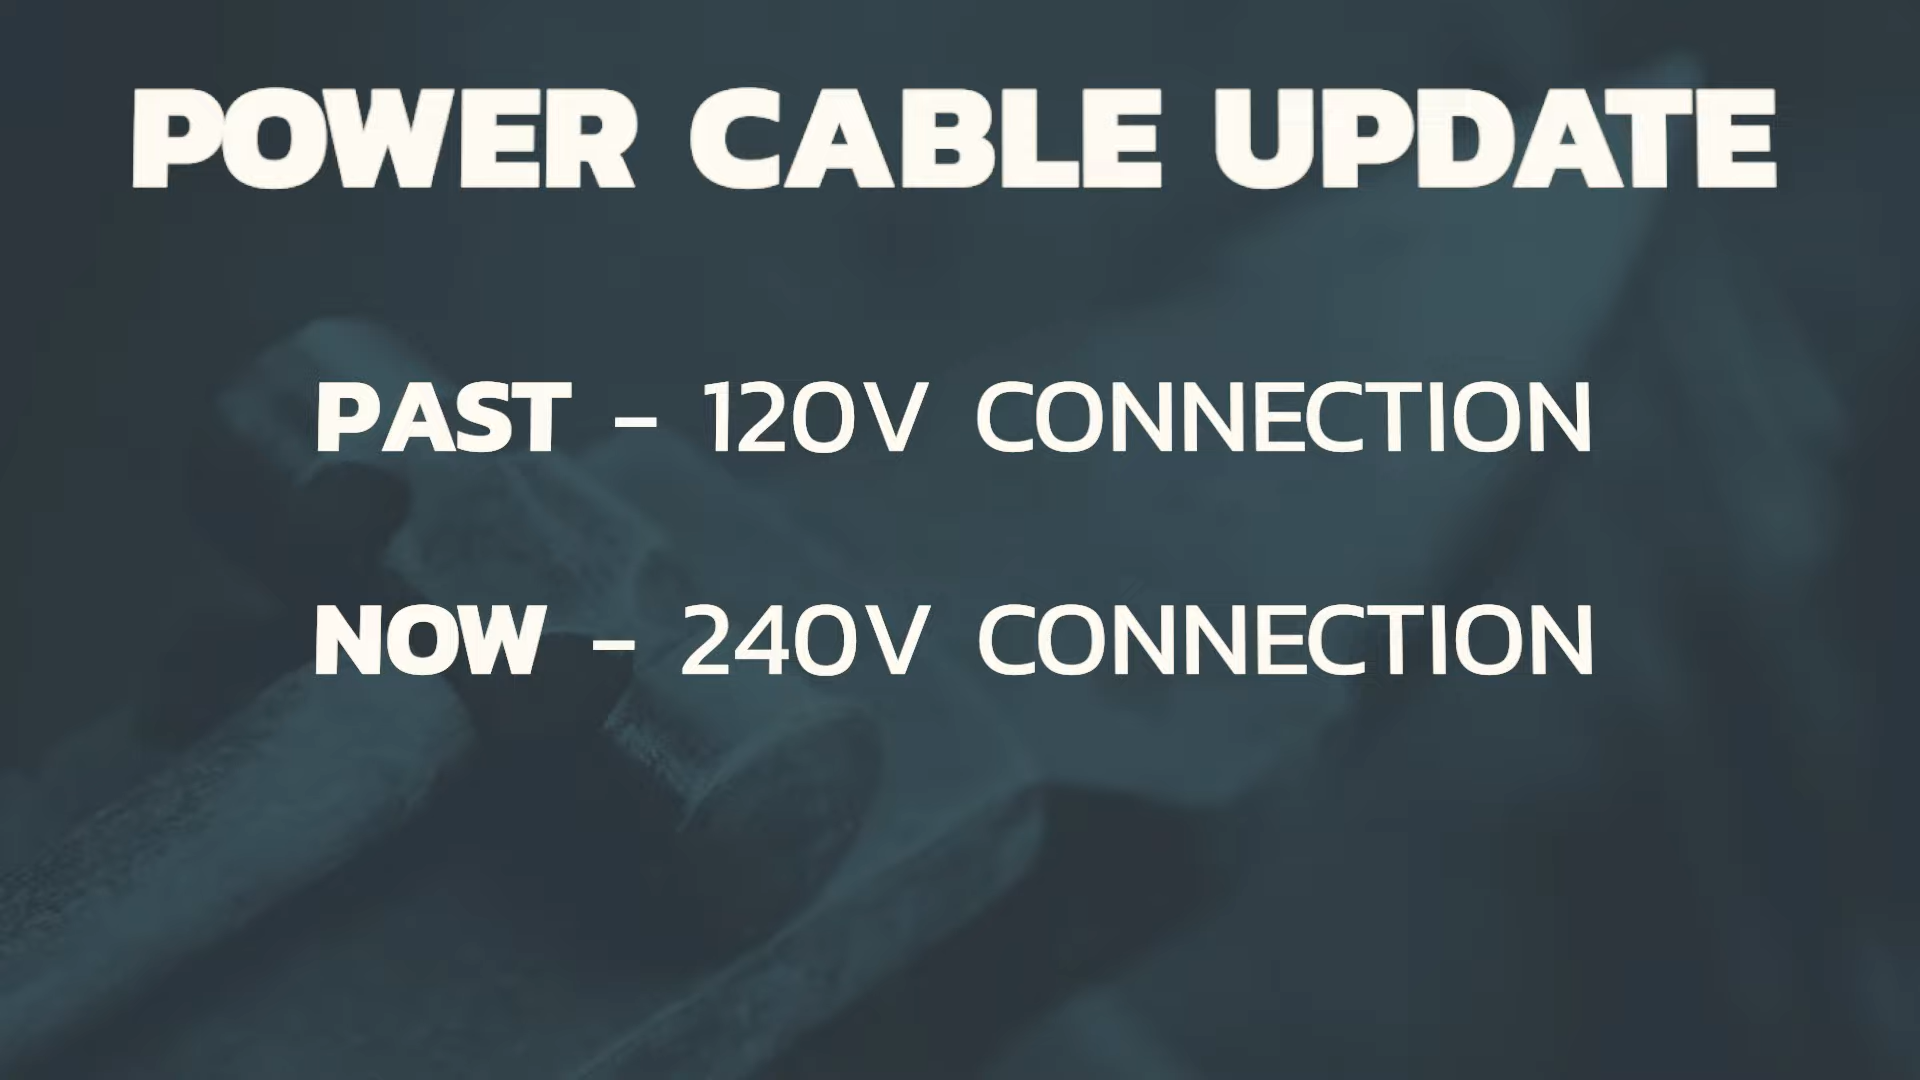 POWER CABLE UPDATE
PAST – 120V CONNECTION
NOW – 240V CONNECTION